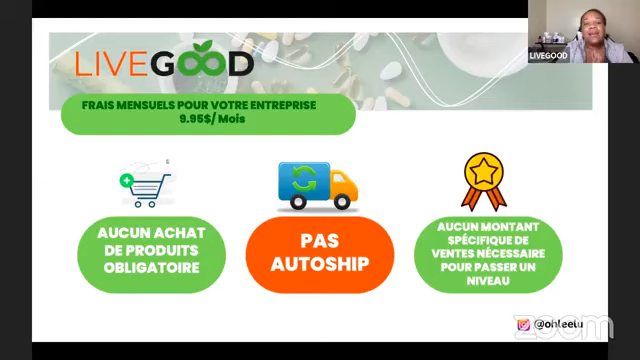 LIVEGOOD
LIVEGOOD
FRAIS MENSUELS POUR VOTRE ENTREPRISE
9.95$/ Mois
AUCUN ACHAT
DE PRODUITS
OBLIGATOIRE
PAS
AUTOSHIP
AUCUN MONTANT
SPÉCIFIQUE DE
VENTES NÉCESSAIRE
POUR PASSER UN
NIVEAU
@ohleelu
zoom